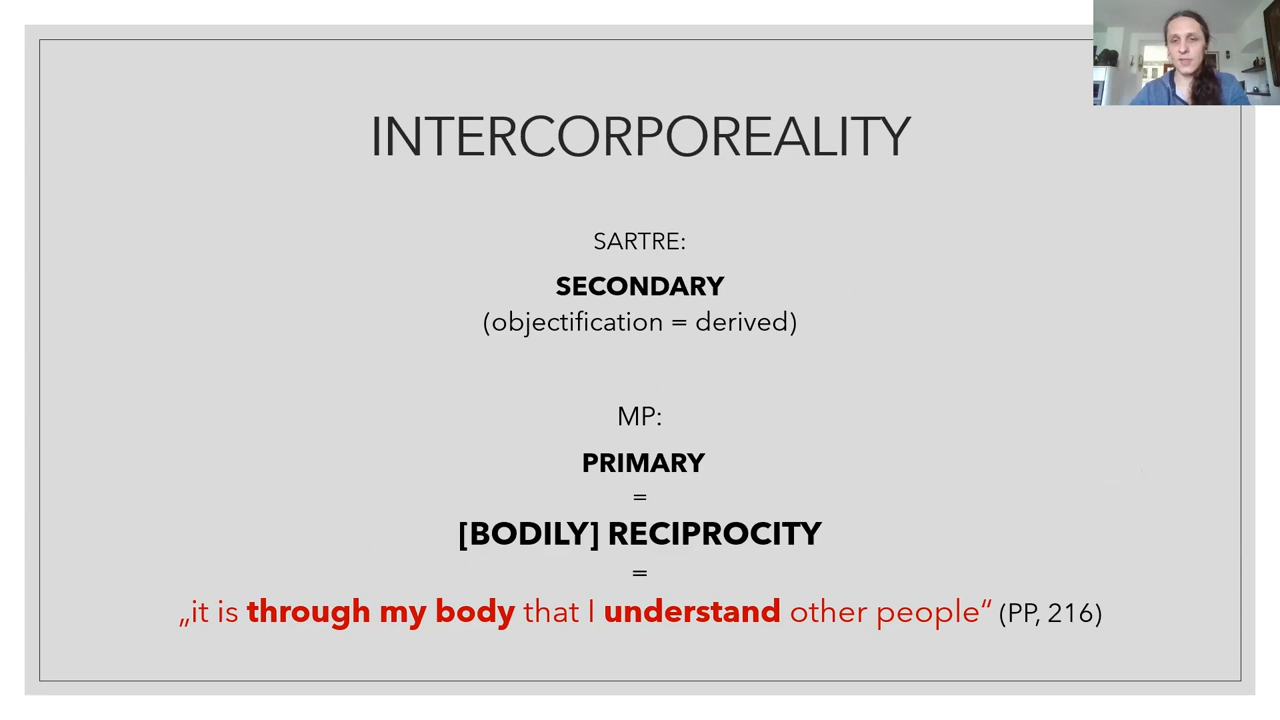 INTERCORPOREALITY
SARTRE:
SECONDARY
(objectification = derived)
MP:
PRIMARY
=
[BODILY] RECIPROCITY
=
„it is through my body that I understand other people“ (PP, 216)